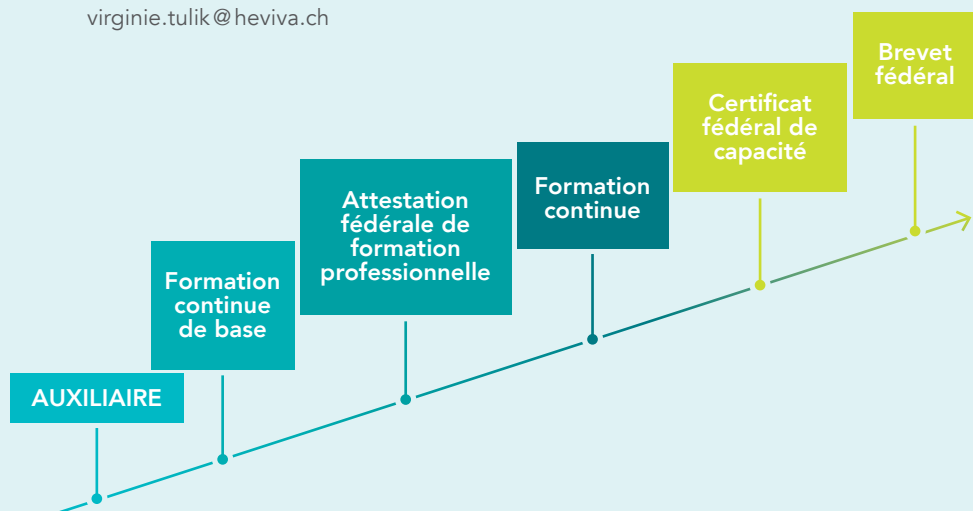 virginie.tulik@heviva.ch
Brevet
fédéral
Certificat
fédéral de
capacité
Formation
continue
Attestation
fédérale de
formation
professionnelle
Formation
continue
de base
AUXILIAIRE